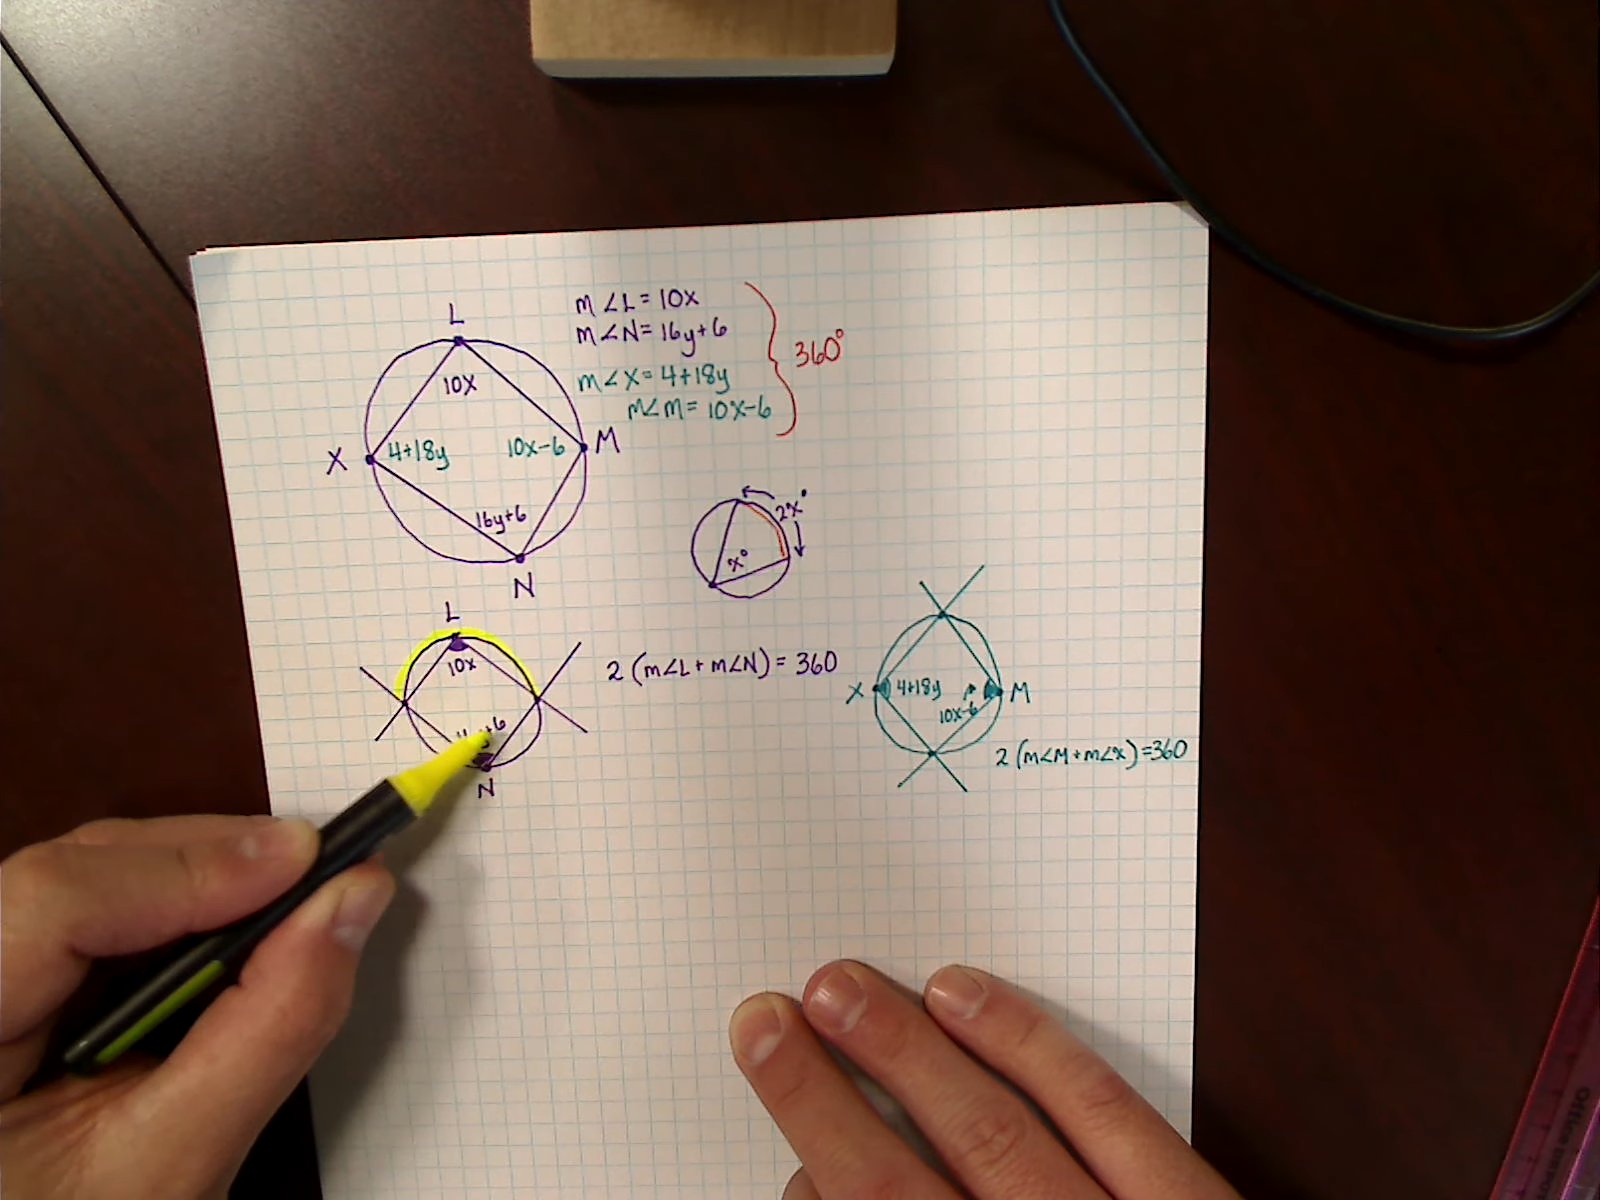 L
10x
X
4+18y
10x-6
M
16y+6
N
m∠L=10x
m∠N=16y+6
m∠X=4+18y
m∠M=10x-6
360°
2x°
x°
L
10x
N
2(m∠L+m∠N)=360
X
4+18y
10x-6
M
2(m∠M+m∠X)=360